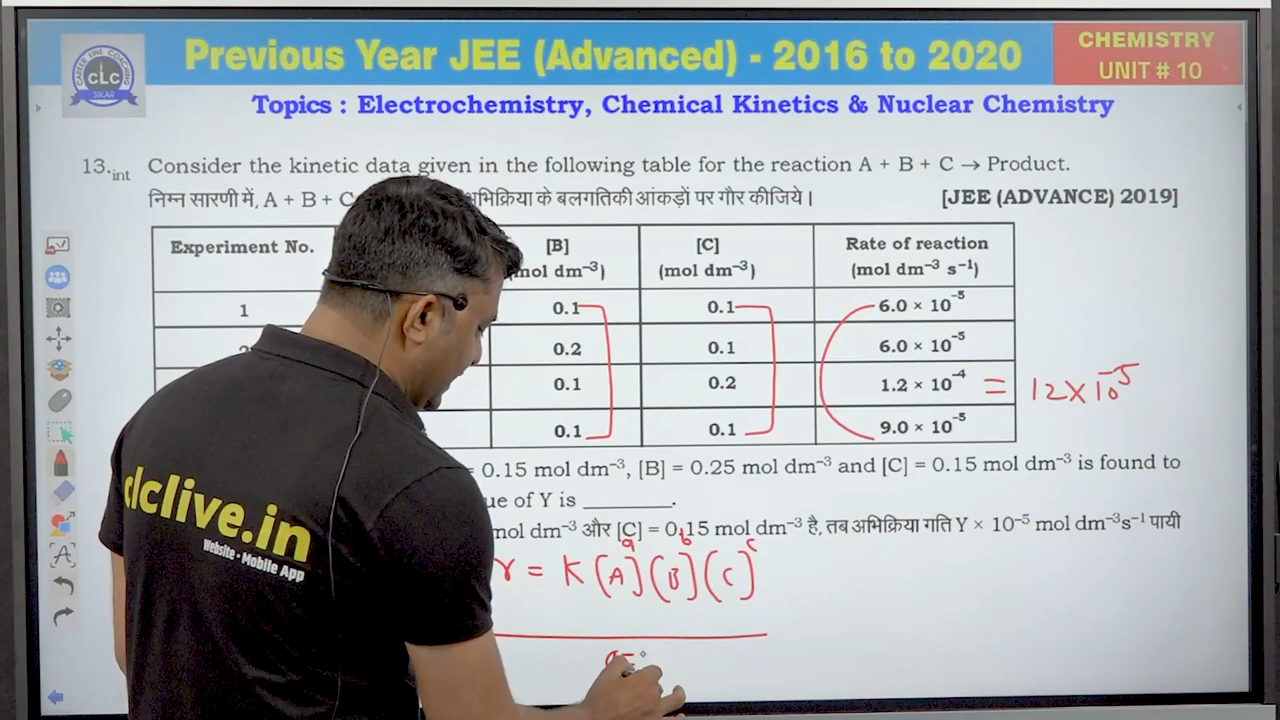 Previous Year JEE (Advanced) - 2016 to 2020
CHEMISTRY
UNIT # 10
CAREER LINE COACHING
CLC
SIKAR
Topics : Electrochemistry, Chemical Kinetics & Nuclear Chemistry
13.int Consider the kinetic data given in the following table for the reaction A + B + C → Product.
निम्न सारणी में, A + B + C भिक्रिया के बलगतिकी आंकड़ों पर गौर कीजिये। [JEE (ADVANCE) 2019]
Experiment No. [B] [C] Rate of reaction
mol dm⁻³) (mol dm⁻³) (mol dm⁻³ s⁻¹)
1 0.1 0.1 6.0 × 10⁻⁵
0.2 0.1 6.0 × 10⁻⁵
0.1 0.2 1.2 × 10⁻⁴ = 12 × 10⁻⁵
0.1 0.1 9.0 × 10⁻⁵
= 0.15 mol dm⁻³, [B] = 0.25 mol dm⁻³ and [C] = 0.15 mol dm⁻³ is found to
ue of Y is ________.
mol dm⁻³ और [C] = 0.15 mol dm⁻³ है, तब अभिक्रिया गति Y × 10⁻⁵ mol dm⁻³s⁻¹ पायी
r = K [A]ᵃ [B]ᵇ [C]ᶜ
clclive.in
Website • Mobile App